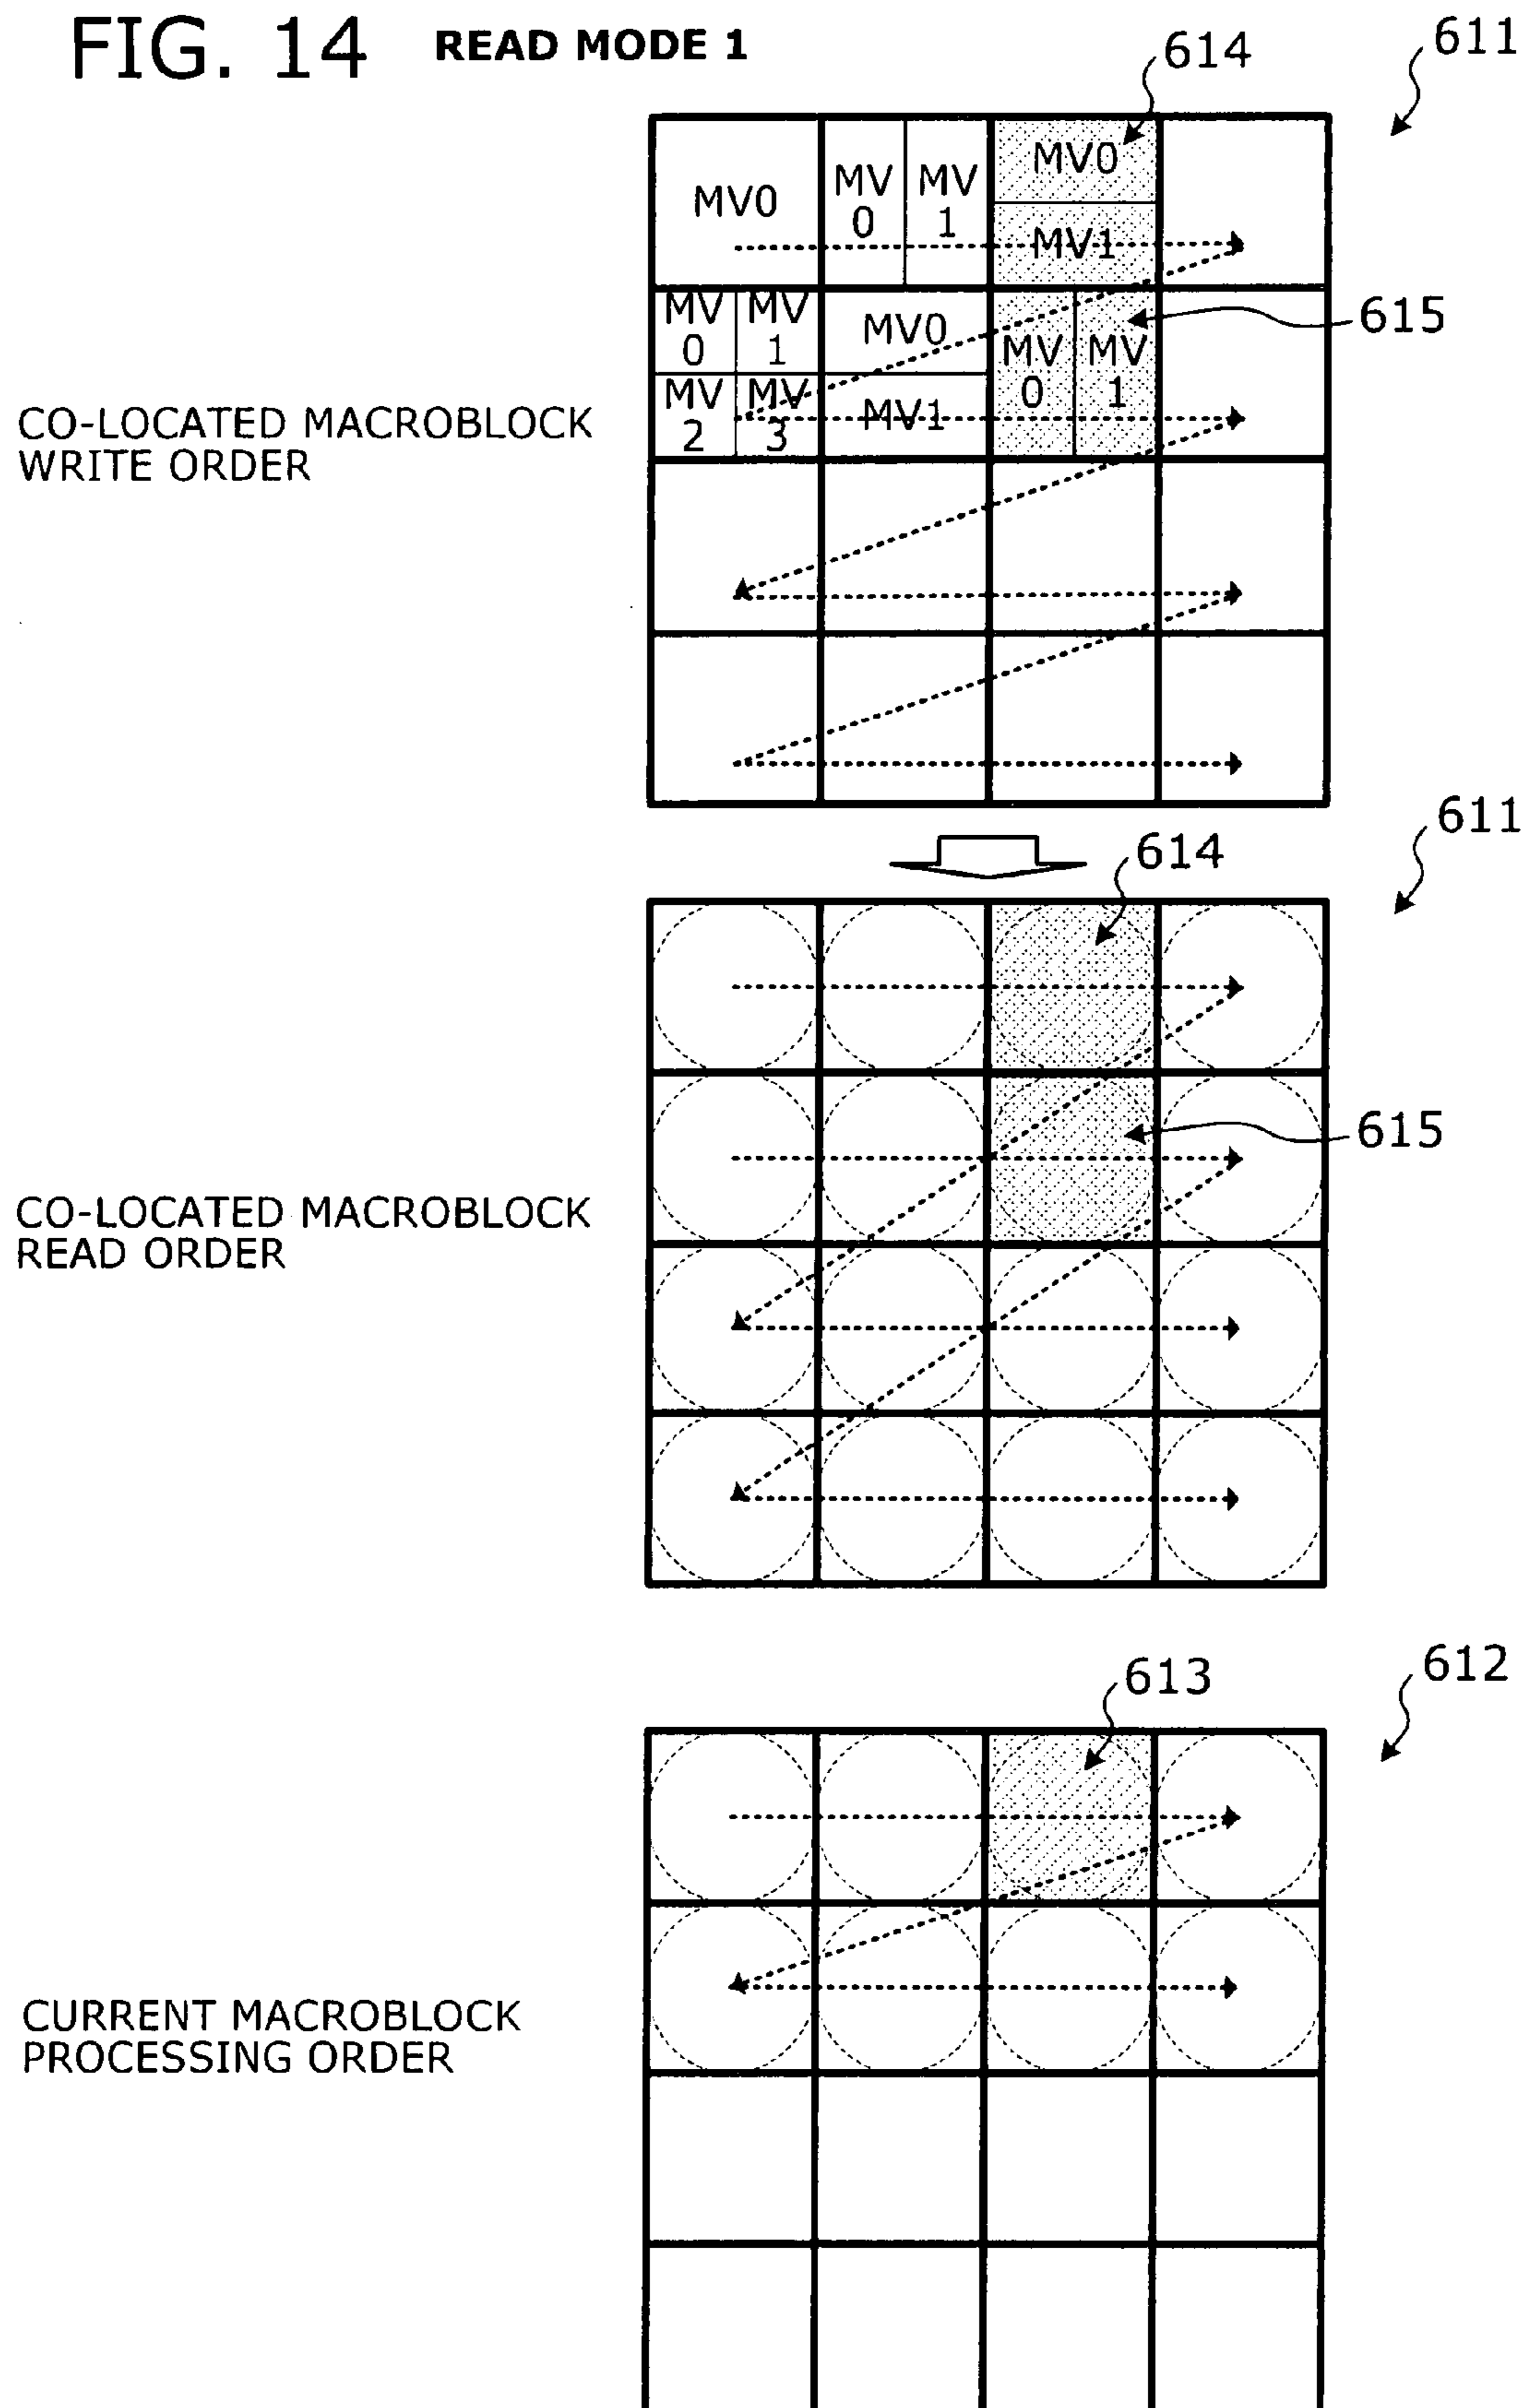 FIG. 14 READ MODE 1
614
611
MV0
MV
0
MV
1
MV0
MV1
MV
0
MV
1
MV
2
MV
3
MV0
MV1
MV
0
MV
1
615
CO-LOCATED MACROBLOCK
WRITE ORDER
611
614
615
CO-LOCATED MACROBLOCK
READ ORDER
613
612
CURRENT MACROBLOCK
PROCESSING ORDER